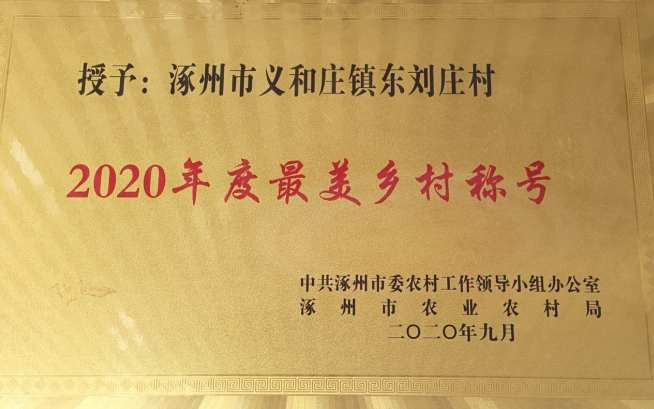 授予：涿州市义和庄镇东刘庄村
2020年度最美乡村称号
中共涿州市委农村工作领导小组办公室
涿州市农业农村局
二〇二〇年九月